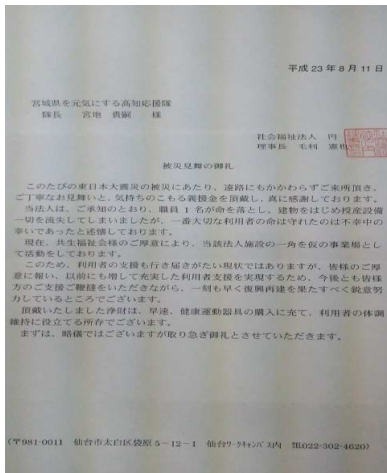 平成23年8月11日
宮城県を元気にする高知応援隊
隊長　宮地　貴嗣　様
社会福祉法人　円
理事長　毛利　憲也
被災見舞の御礼
このたびの東日本大震災の被災にあたり、遠路にもかかわらずご来所頂き、
ご丁寧なお見舞いと、気持ちのこもる義援金を頂戴し、真に感謝しております。
当法人は、ご承知のとおり、職員1名が命を落とし、建物をはじめ授産設備
一切を流失してしまいましたが、一番大切な利用者の命は守れたのは不幸中の
幸いであったと述懐しております。
現在、共生福祉会様のご厚意により、当該法人施設の一角を仮の事業場とし
て活動をしております。
このため、利用者の支援も行き届きがたい現状ではありますが、皆様のご厚
意に報い、以前にも増して充実した利用者支援を実現するため、今後とも皆様
方のご支援ご鞭撻をいただきながら、一刻も早く復興再建を果たすべく鋭意努
力しているところでございます。
頂戴いたしました浄財は、早速、健康運動器具の購入に充て、利用者の体調
維持に役立てる所存でございます。
まずは、略儀ではございますが取り急ぎ御礼とさせていただきます。
(〒981-0011　仙台市太白区袋原5-12-1　仙台ワークキャンパス内　℡022-302-4620)